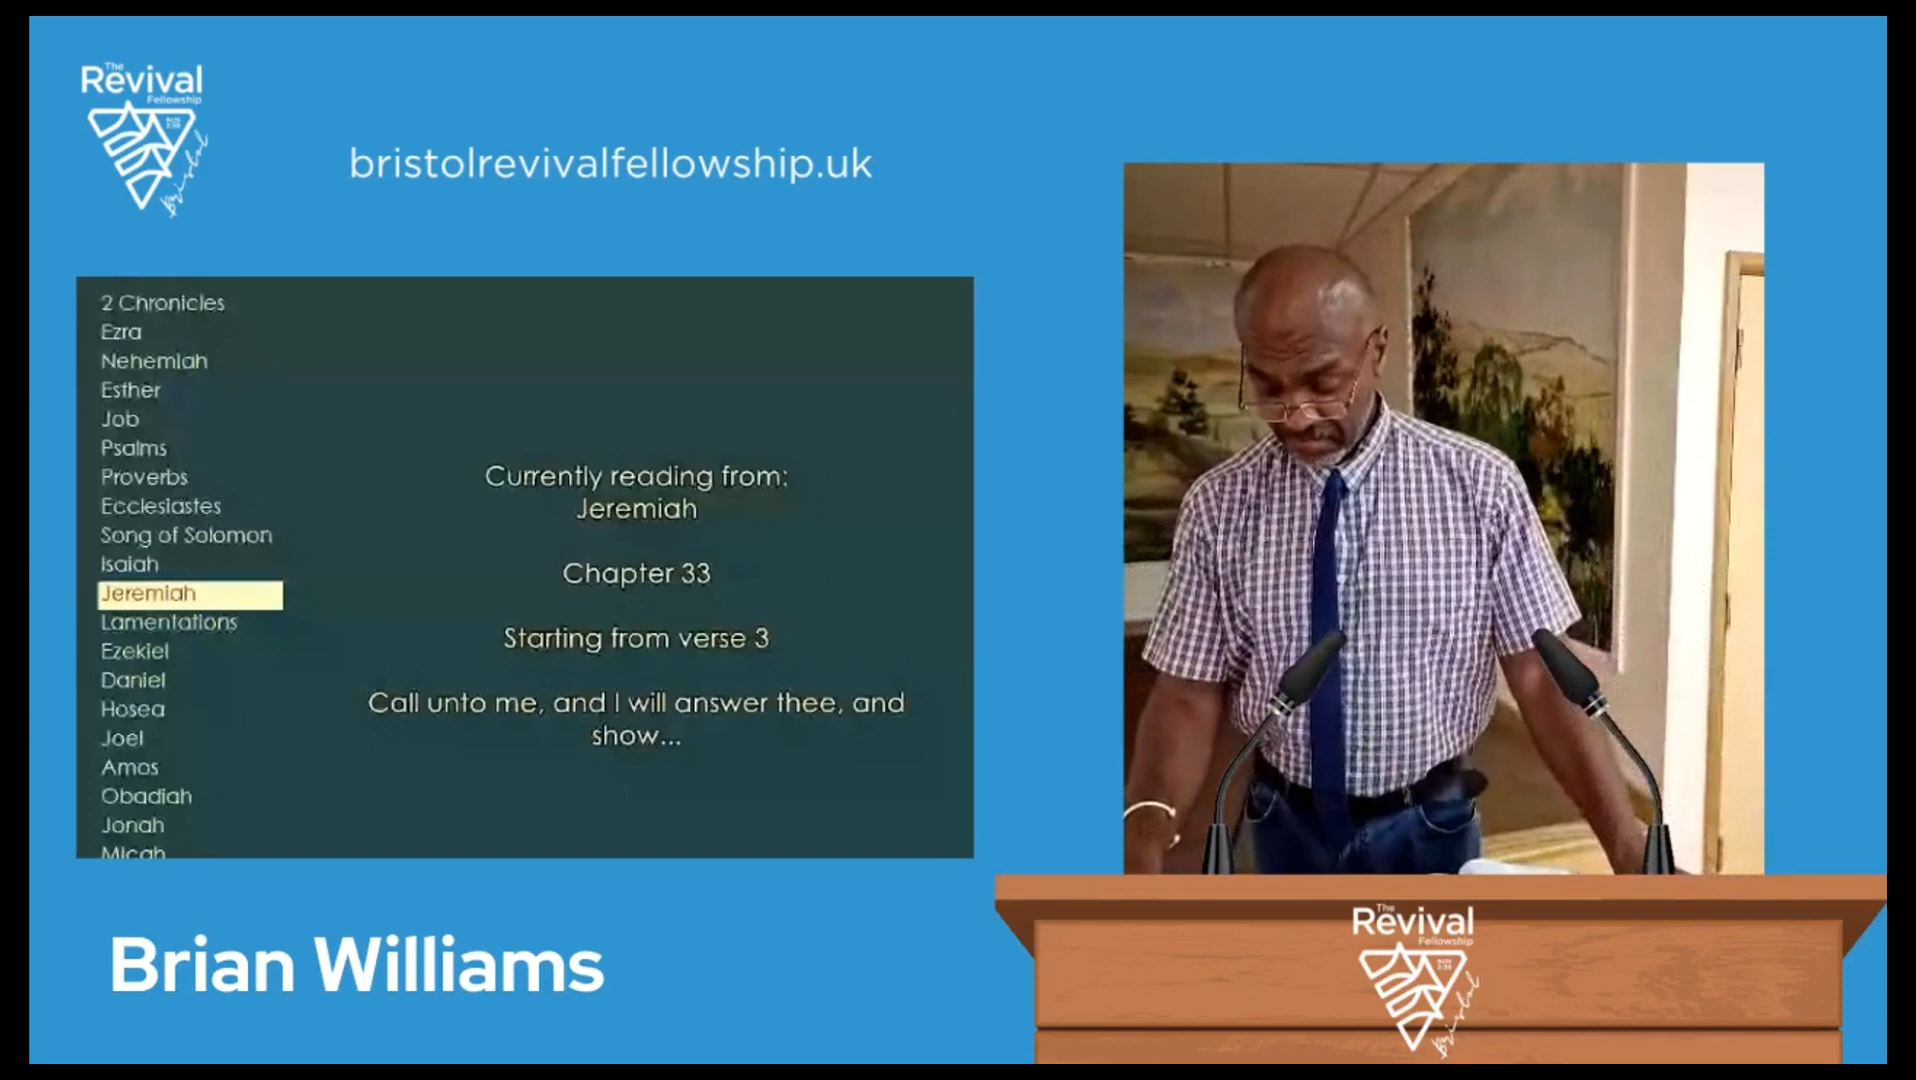 The
Revival
Fellowship
bristol
bristolrevivalfellowship.uk
2 Chronicles
Ezra
Nehemiah
Esther
Job
Psalms
Proverbs
Ecclesiastes
Song of Solomon
Isaiah
Jeremiah
Lamentations
Ezekiel
Daniel
Hosea
Joel
Amos
Obadiah
Jonah
Micah
Currently reading from:
Jeremiah
Chapter 33
Starting from verse 3
Call unto me, and I will answer thee, and
show...
Brian Williams
The
Revival
Fellowship
bristol